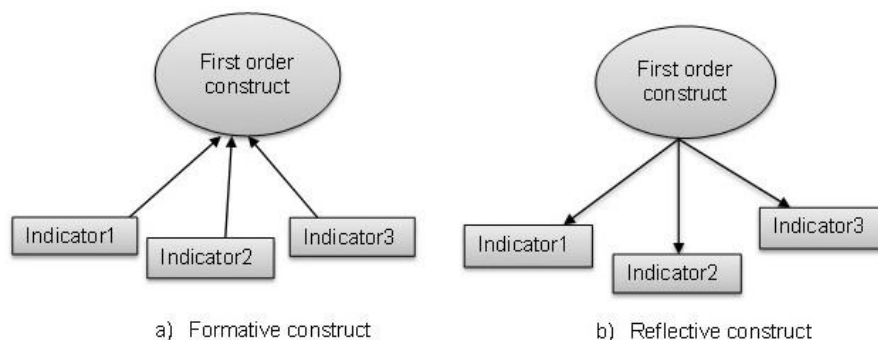 First order
construct
Indicator1
Indicator2
Indicator3
a) Formative construct
First order
construct
Indicator1
Indicator2
Indicator3
b) Reflective construct